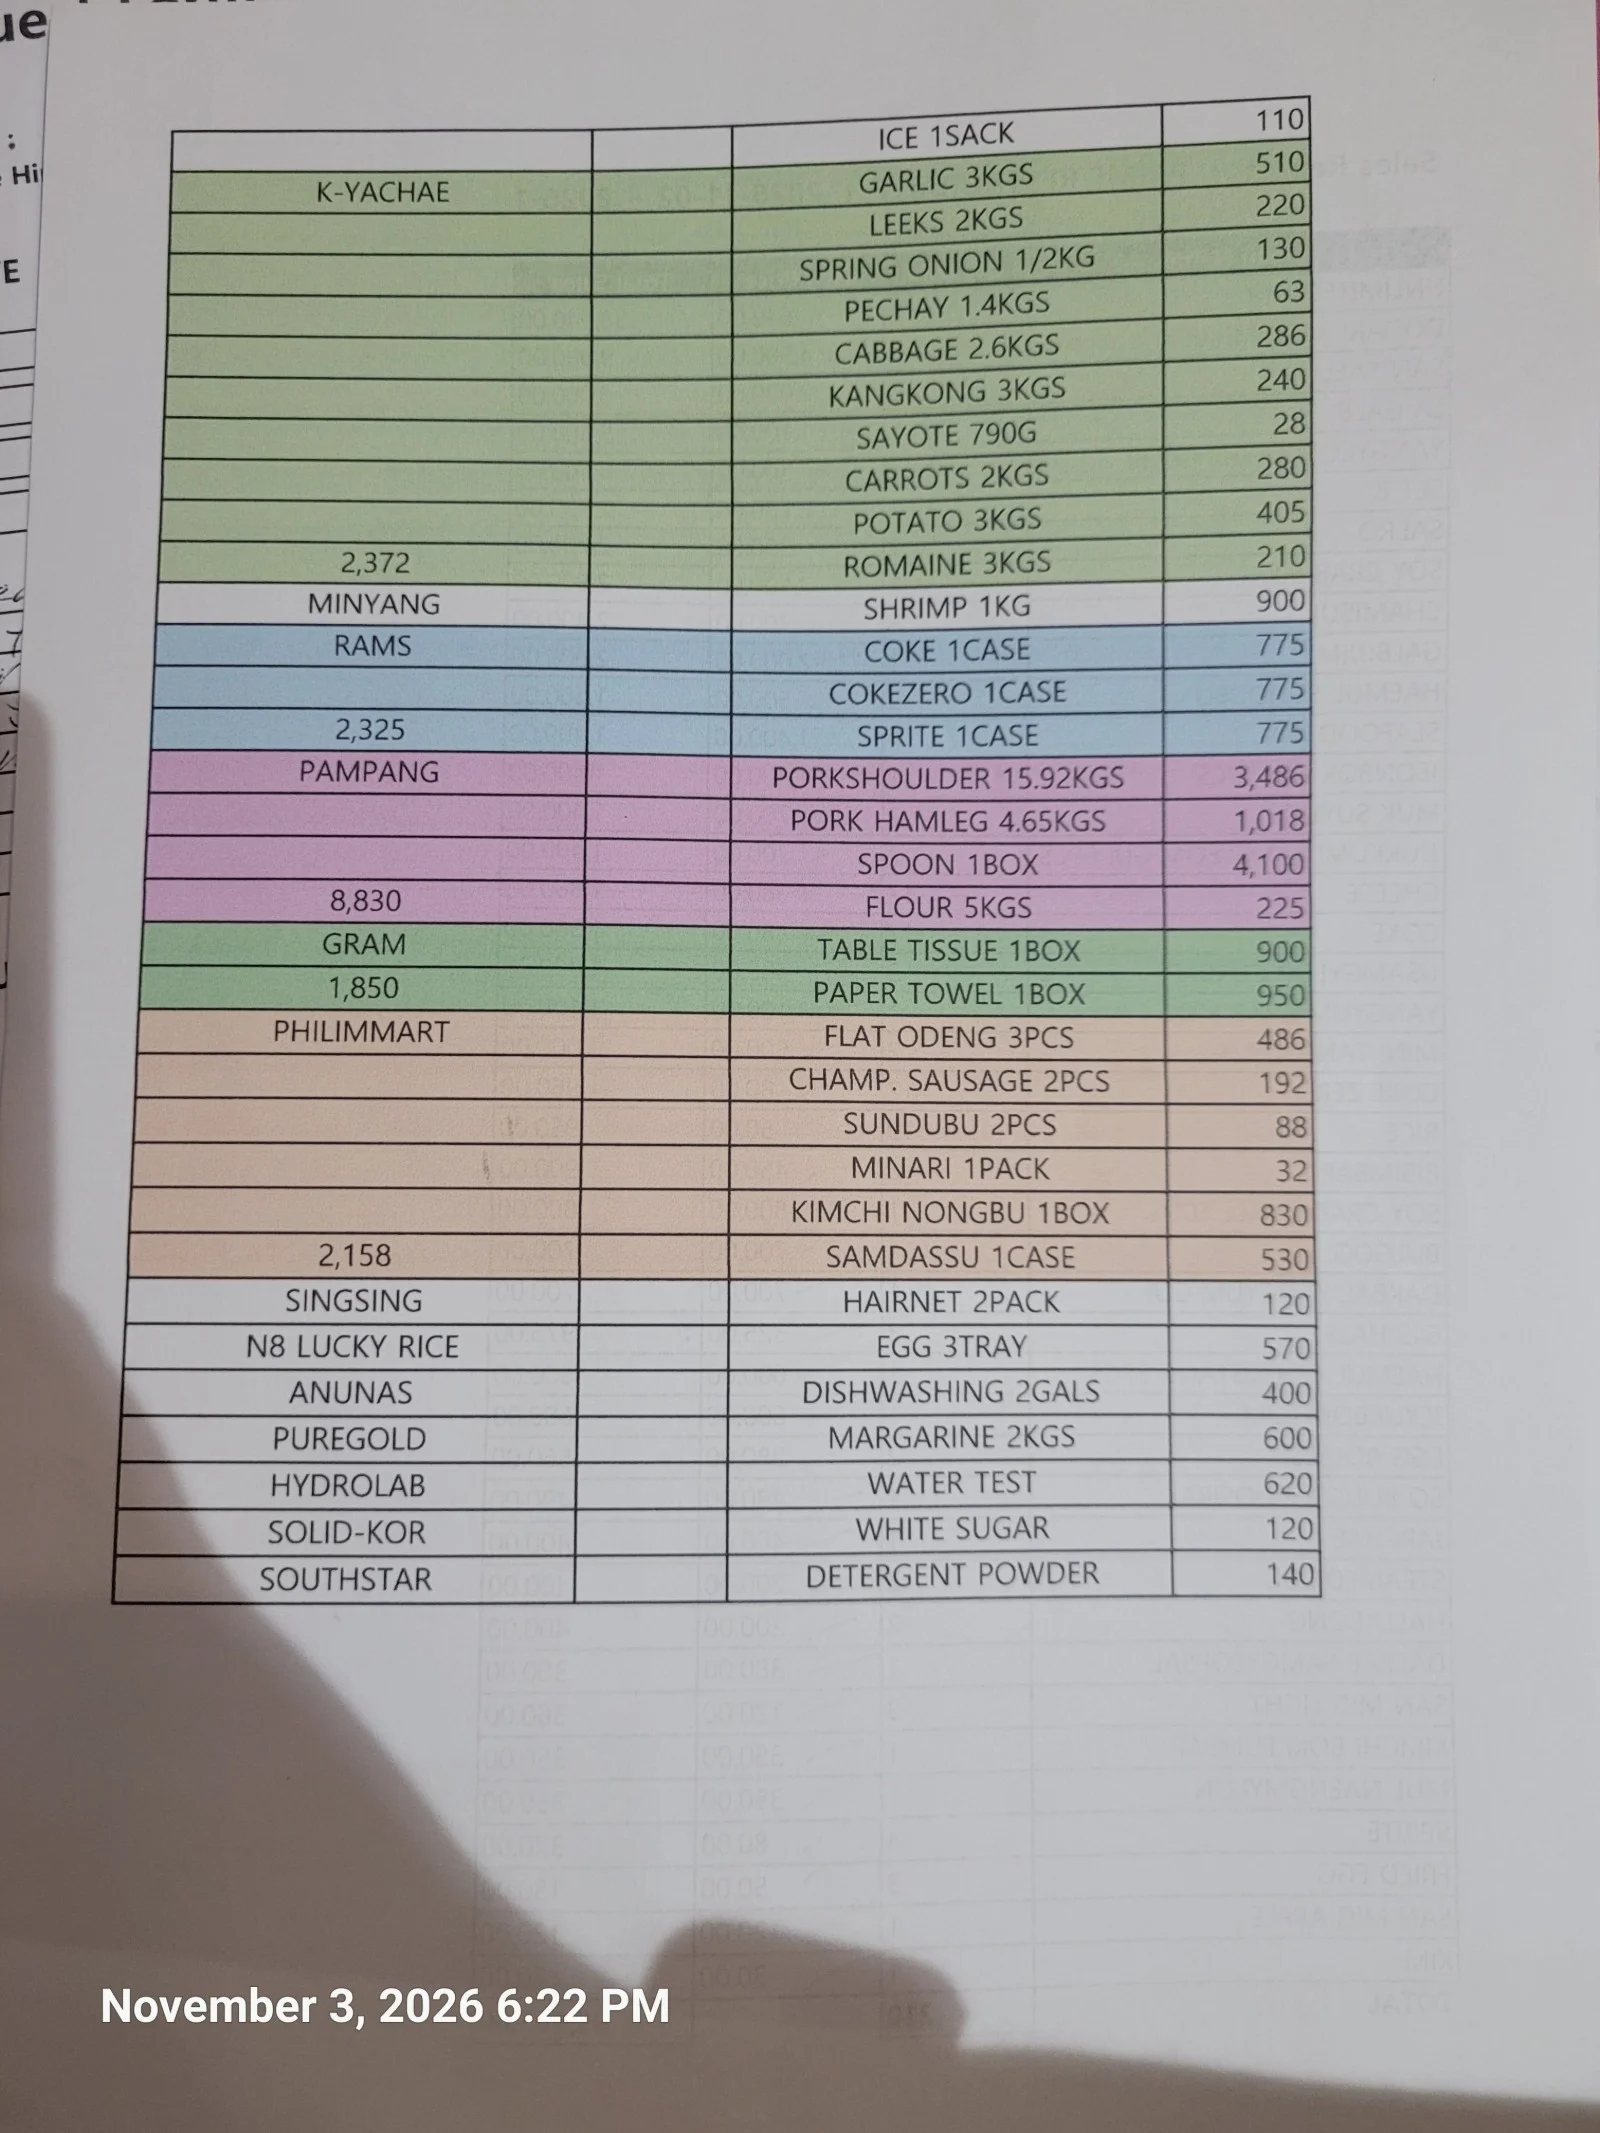 ue
:
Hi
E
ICE 1SACK 110
K-YACHAE GARLIC 3KGS 510
LEEKS 2KGS 220
SPRING ONION 1/2KG 130
PECHAY 1.4KGS 63
CABBAGE 2.6KGS 286
KANGKONG 3KGS 240
SAYOTE 790G 28
CARROTS 2KGS 280
POTATO 3KGS 405
2,372 ROMAINE 3KGS 210
MINYANG SHRIMP 1KG 900
RAMS COKE 1CASE 775
COKEZERO 1CASE 775
2,325 SPRITE 1CASE 775
PAMPANG PORKSHOULDER 15.92KGS 3,486
PORK HAMLEG 4.65KGS 1,018
SPOON 1BOX 4,100
8,830 FLOUR 5KGS 225
GRAM TABLE TISSUE 1BOX 900
1,850 PAPER TOWEL 1BOX 950
PHILIMMART FLAT ODENG 3PCS 486
CHAMP. SAUSAGE 2PCS 192
SUNDUBU 2PCS 88
MINARI 1PACK 32
KIMCHI NONGBU 1BOX 830
2,158 SAMDASSU 1CASE 530
SINGSING HAIRNET 2PACK 120
N8 LUCKY RICE EGG 3TRAY 570
ANUNAS DISHWASHING 2GALS 400
PUREGOLD MARGARINE 2KGS 600
HYDROLAB WATER TEST 620
SOLID-KOR WHITE SUGAR 120
SOUTHSTAR DETERGENT POWDER 140
November 3, 2026 6:22 PM